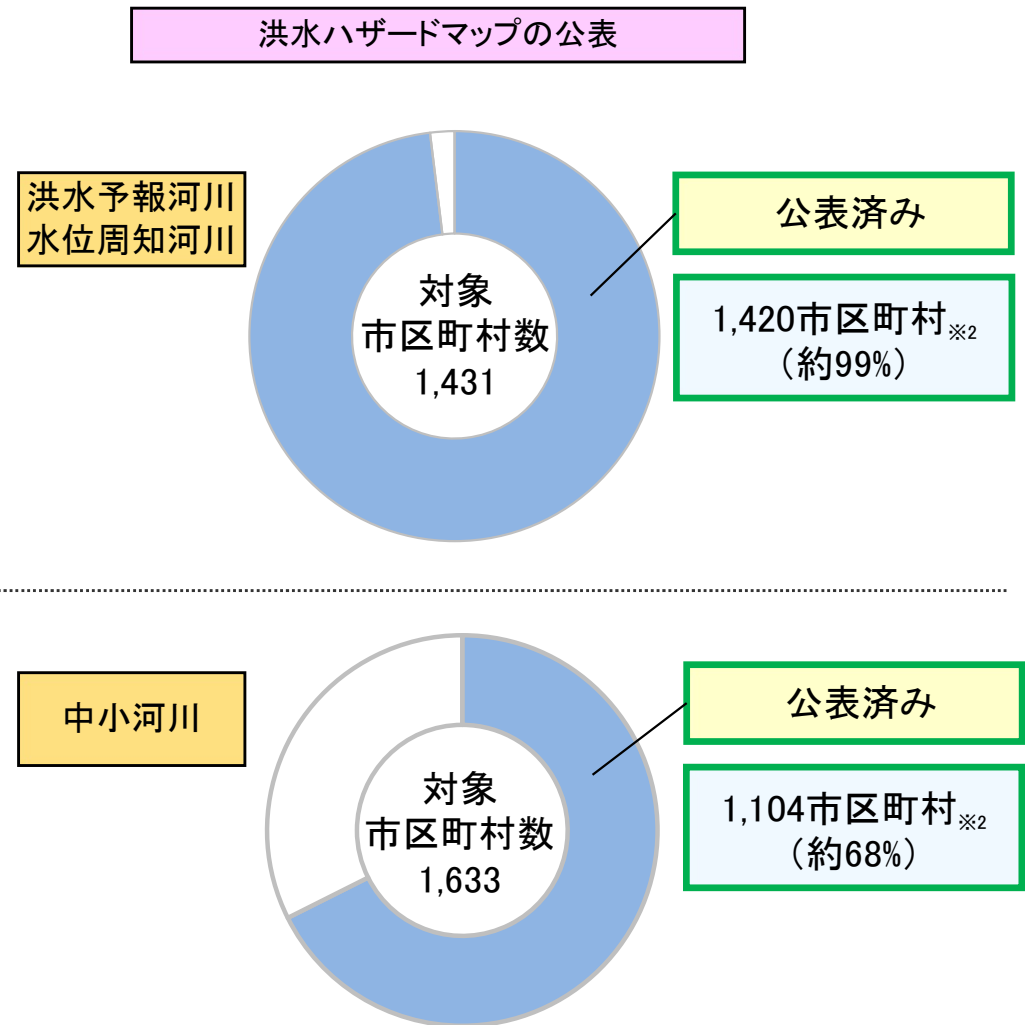 洪水ハザードマップの公表
洪水予報河川
水位周知河川
対象
市区町村数
1,431
公表済み
1,420市区町村※2
(約99%)
中小河川
対象
市区町村数
1,633
公表済み
1,104市区町村※2
(約68%)